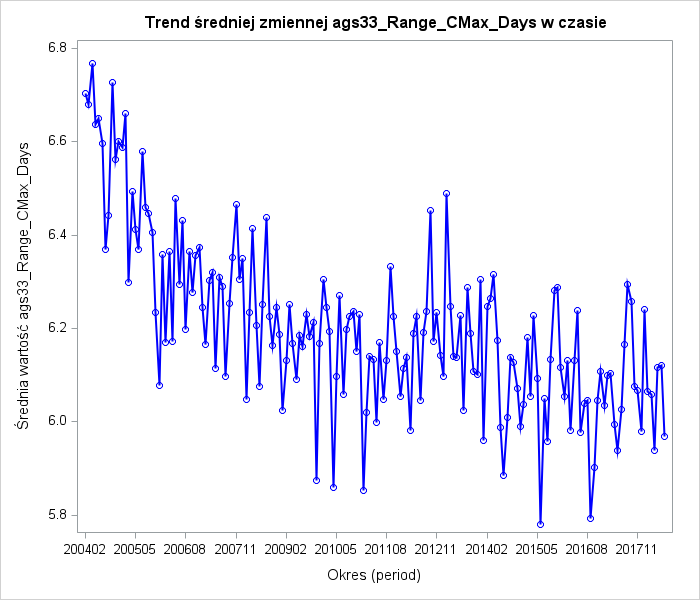 Trend średniej zmiennej ags33_Range_CMax_Days w czasie
Średnia wartość ags33_Range_CMax_Days
6.8
6.6
6.4
6.2
6.0
5.8
200402 200505 200608 200711 200902 201005 201108 201211 201402 201505 201608 201711
Okres (period)